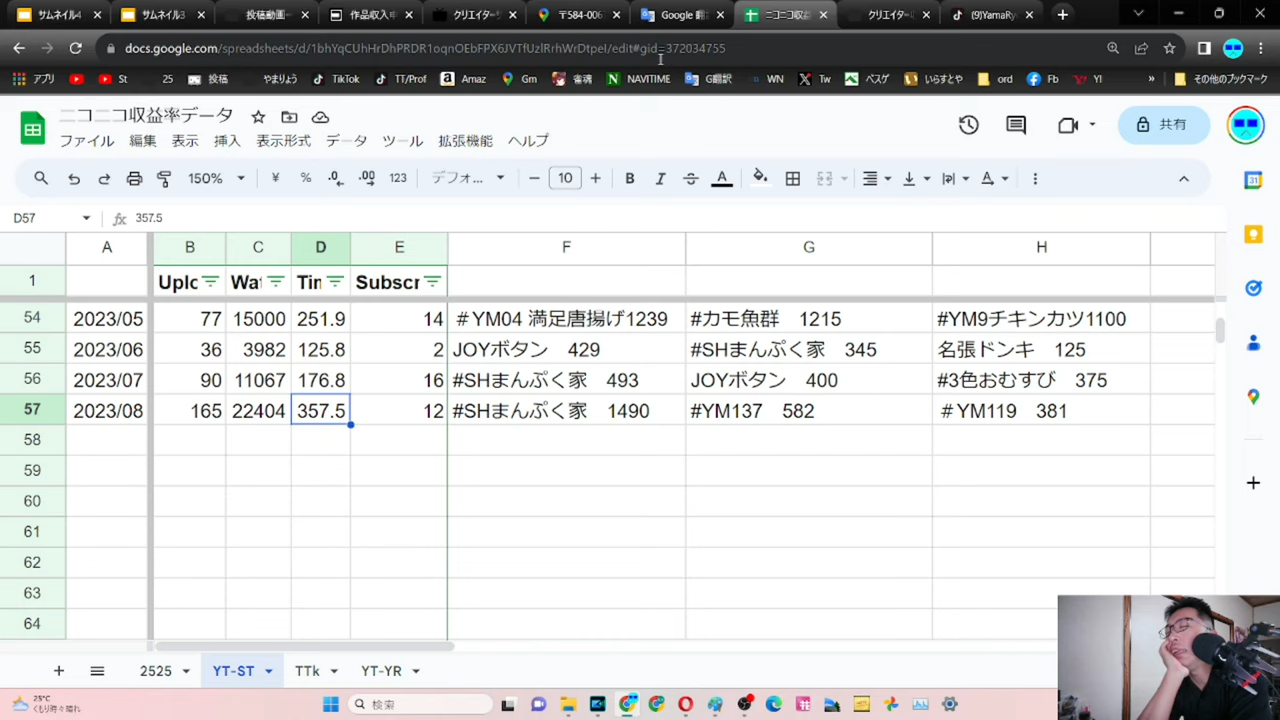 サムネイル4
サムネイル3
投稿動画一
作品収入申
クリエイター
〒584-006
Google 翻
ニコニコ収益
クリエイター
(9)YamaRy
docs.google.com/spreadsheets/d/1bhYqCUhHrDhPRDR1oqnOEbFPX6JVTfUzlRrhWrDtpeI/edit#gid=372034755
アプリ St 25 投稿 やまりょう TikTok TT/Prof Amaz Gm 雀魂 NAVITIME G翻訳 WN Tw ベスゲ いらすとや ord Fb YI » その他のブックマーク
ニコニコ収益率データ
ファイル 編集 表示 挿入 表示形式 データ ツール 拡張機能 ヘルプ
共有
150% ¥ % .0 .00 123 デフォ... 10 B I A
D57 fx 357.5
A B C D E F G H
1 Uplo Wat Tim Subscr
54 2023/05 77 15000 251.9 14 ＃YM04 満足唐揚げ1239 #カモ魚群 1215 #YM9チキンカツ1100
55 2023/06 36 3982 125.8 2 JOYボタン 429 #SHまんぷく家 345 名張ドンキ 125
56 2023/07 90 11067 176.8 16 #SHまんぷく家 493 JOYボタン 400 #3色おむすび 375
57 2023/08 165 22404 357.5 12 #SHまんぷく家 1490 #YM137 582 ＃YM119 381
58
59
60
61
62
63
64
2525 YT-ST TTk YT-YR
25℃
くもり時々晴れ
検索